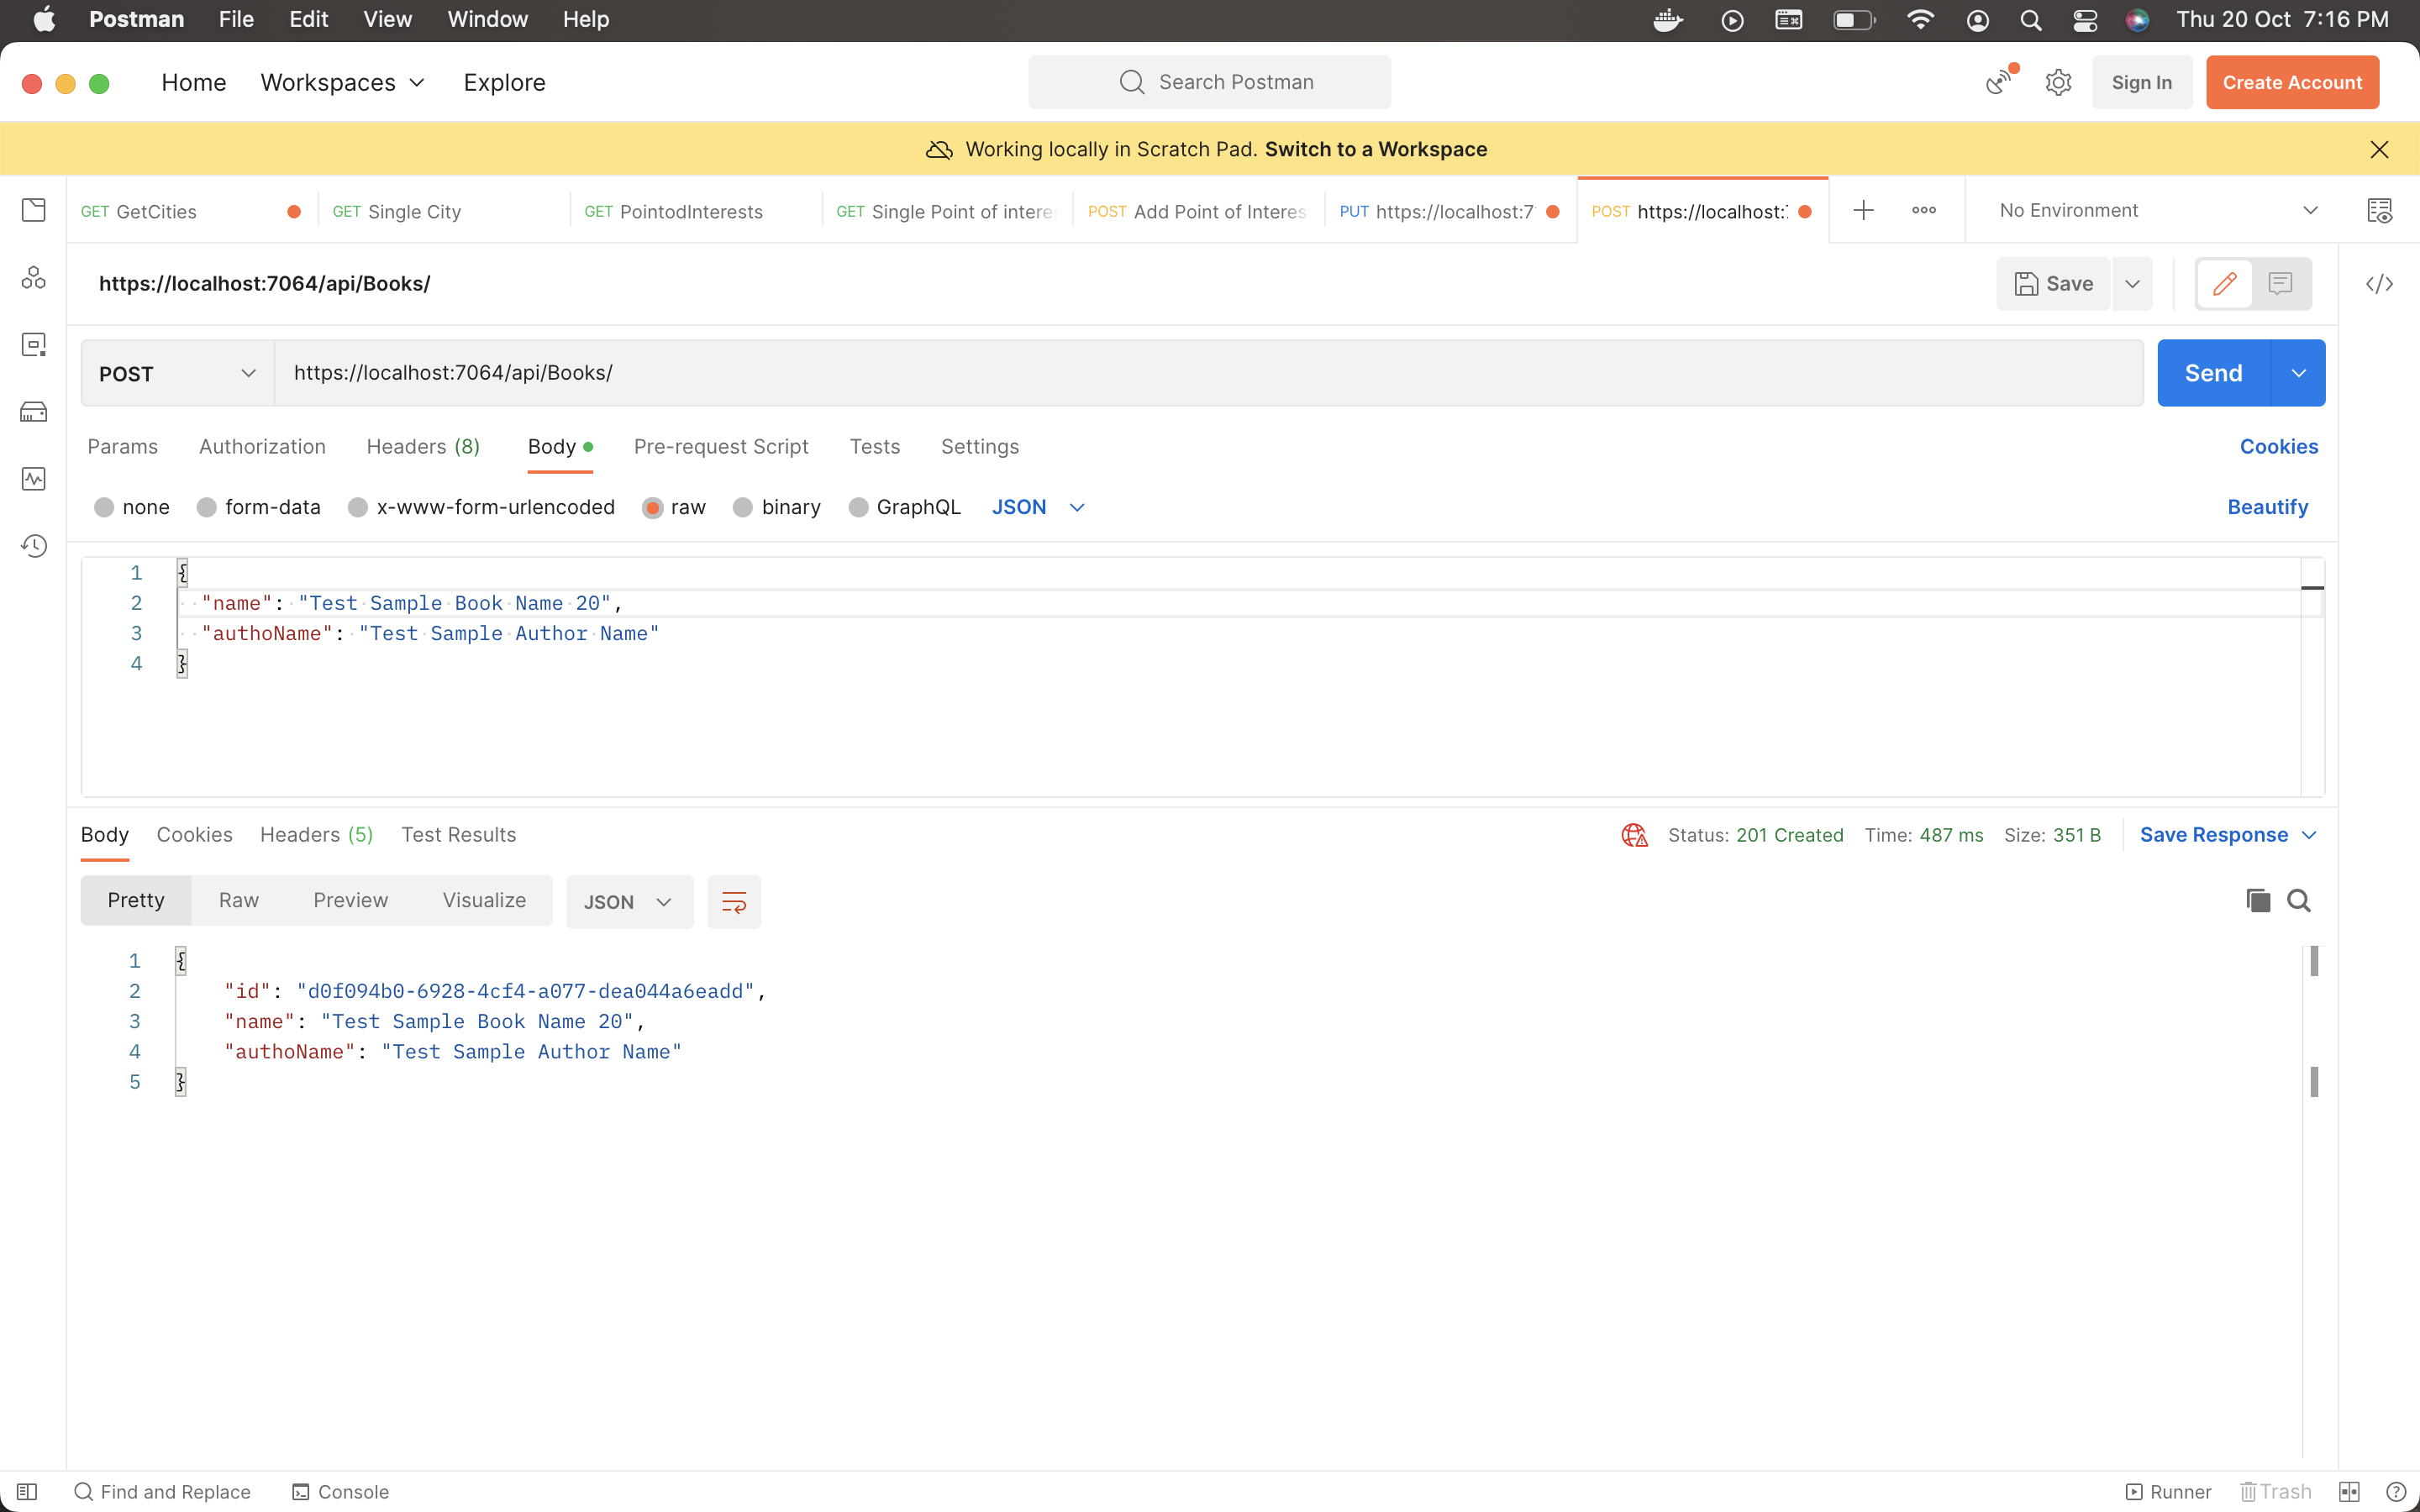 Postman File Edit View Window Help Thu 20 Oct 7:16 PM
Home Workspaces Explore Search Postman Sign In Create Account
Working locally in Scratch Pad. Switch to a Workspace
GET GetCities GET Single City GET PointodInterests GET Single Point of intere POST Add Point of Interes PUT https://localhost:7 POST https://localhost: No Environment
https://localhost:7064/api/Books/ Save
POST https://localhost:7064/api/Books/ Send
Params Authorization Headers (8) Body Pre-request Script Tests Settings Cookies
none form-data x-www-form-urlencoded raw binary GraphQL JSON Beautify
1 {
2 "name": "Test Sample Book Name 20",
3 "authoName": "Test Sample Author Name"
4 }
Body Cookies Headers (5) Test Results Status: 201 Created Time: 487 ms Size: 351 B Save Response
Pretty Raw Preview Visualize JSON
1 {
2 "id": "d0f094b0-6928-4cf4-a077-dea044a6eadd",
3 "name": "Test Sample Book Name 20",
4 "authoName": "Test Sample Author Name"
5 }
Find and Replace Console Runner Trash